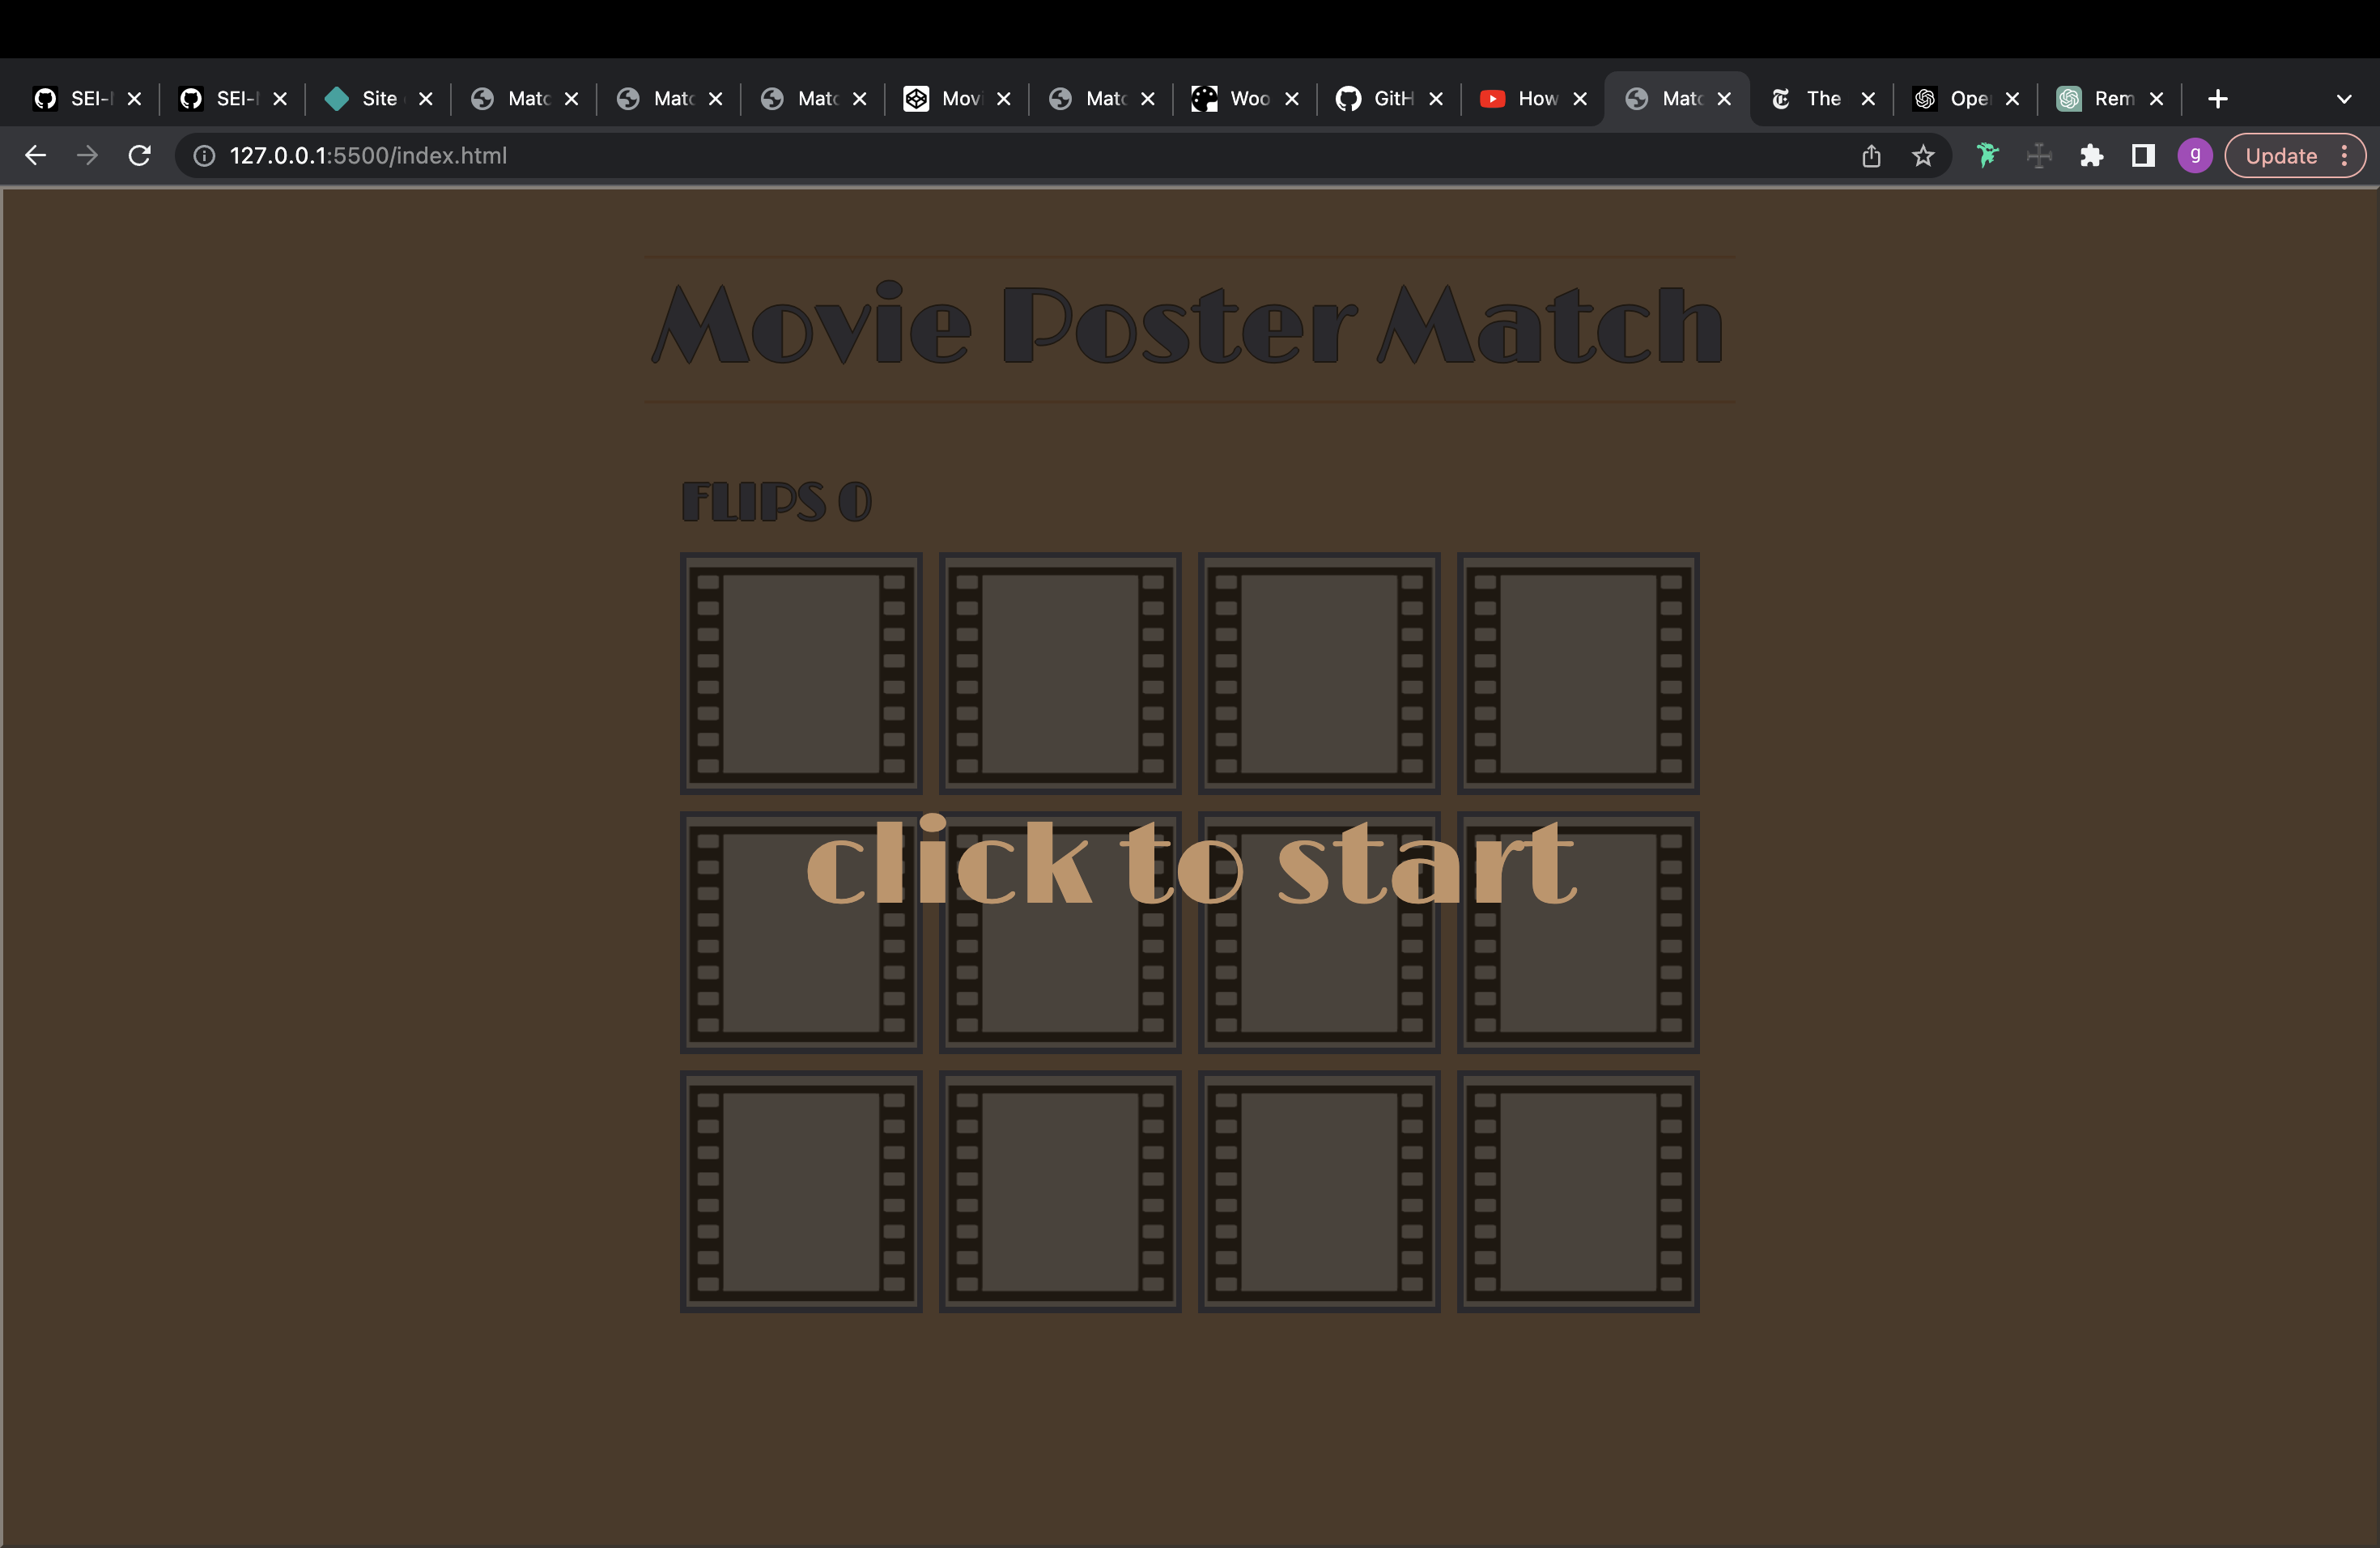 SEI- SEI- Site Matc Matc Matc Movi Matc Woo GitH How Matc The Ope Rem
127.0.0.1:5500/index.html g Update
Movie Poster Match
FLIPS 0
click to start